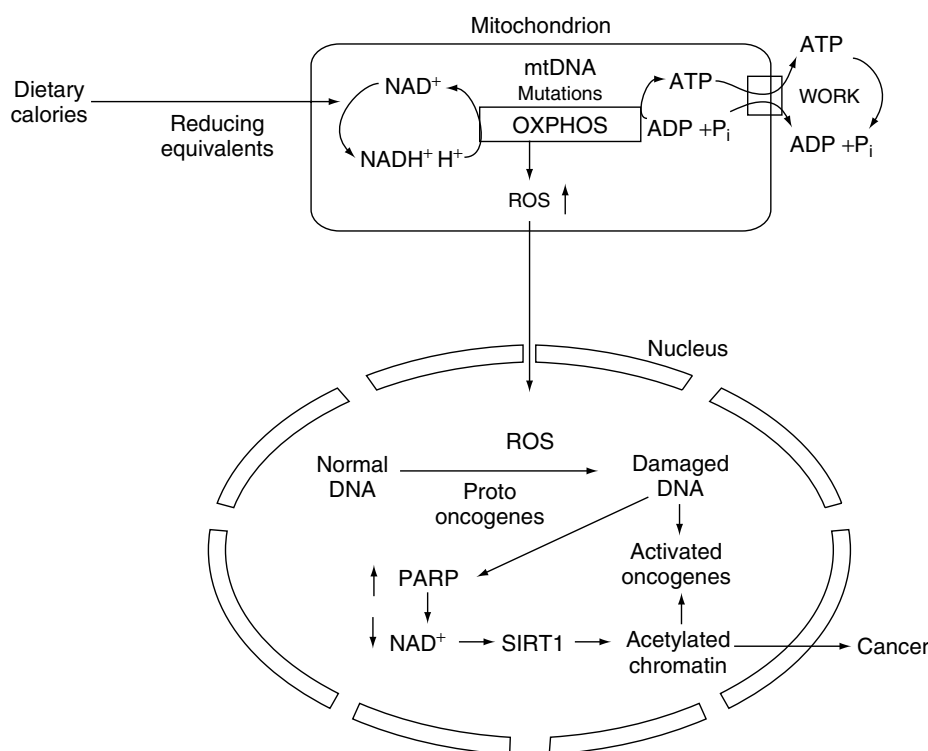 Mitochondrion
Dietary
calories
Reducing
equivalents
NAD⁺
NADH⁺ H⁺
mtDNA
Mutations
OXPHOS
ROS
ATP
ADP +Pᵢ
ATP
WORK
ADP +Pᵢ
Nucleus
Normal
DNA
ROS
Proto
oncogenes
Damaged
DNA
Activated
oncogenes
PARP
NAD⁺
SIRT1
Acetylated
chromatin
Cancer